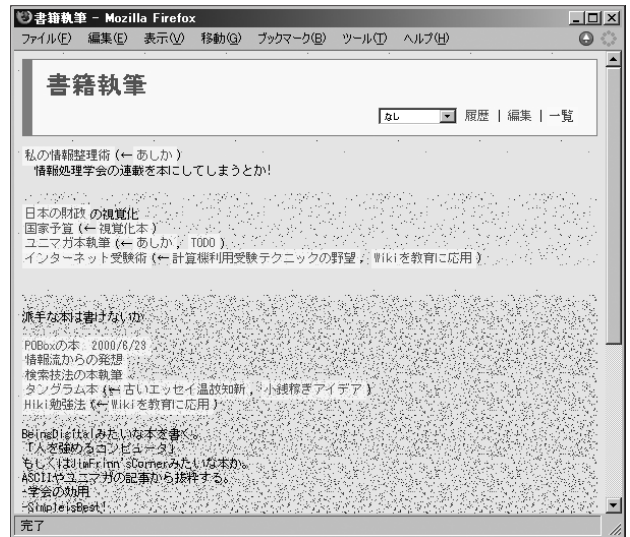 書籍執筆 - Mozilla Firefox
ファイル(F) 編集(E) 表示(V) 移動(G) ブックマーク(B) ツール(T) ヘルプ(H)
書籍執筆
なし 履歴 | 編集 | 一覧
私の情報整理術 (← あしか )
情報処理学会の連載を本にしてしまうとか!
日本の財政 の視覚化
国家予算 (← 視覚化本 )
ユニマガ本執筆 (← あしか , TODO )
インターネット受験術 (← 計算機利用受験テクニックの野望 , Wikiを教育に応用 )
派手な本は書けないか
POBoxの本 2000/6/23
情報流からの発想
検索技法の本執筆
タングラム本 (← 古いエッセイ温故知新 , 小銭稼ぎアイデア )
Hiki勉強法 (← Wikiを教育に応用 )
BeingDigitalみたいな本を書く。
「人を強めるコンピュータ」
もしくはJimFrinn'sCornerみたいな本か。
ASCIIやユニマガの記事から抜粋する。
-学会の効用
-SimpleisBest!
完了